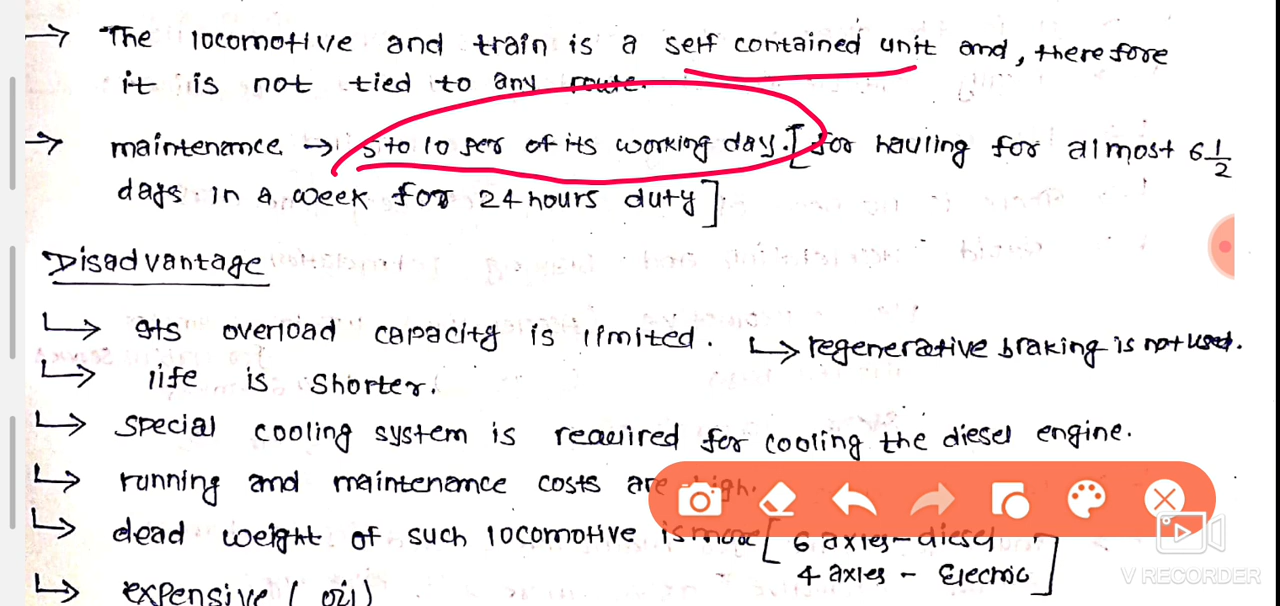 → The locomotive and train is a self contained unit and, therefore
it is not tied to any route.
→ maintenance → 5 to 10 per of its working day. [for hauling for almost 6 1/2
days in a week for 24 hours duty]
Disadvantage
↳ Its overload capacity is limited. ↳ regenerative braking is not used.
↳ life is shorter.
↳ special cooling system is required for cooling the diesel engine.
↳ running and maintenance costs are high.
↳ dead weight of such locomotive is more [6 axles - diesel
4 axles - Electric]
↳ expensive (oil)
V RECORDER